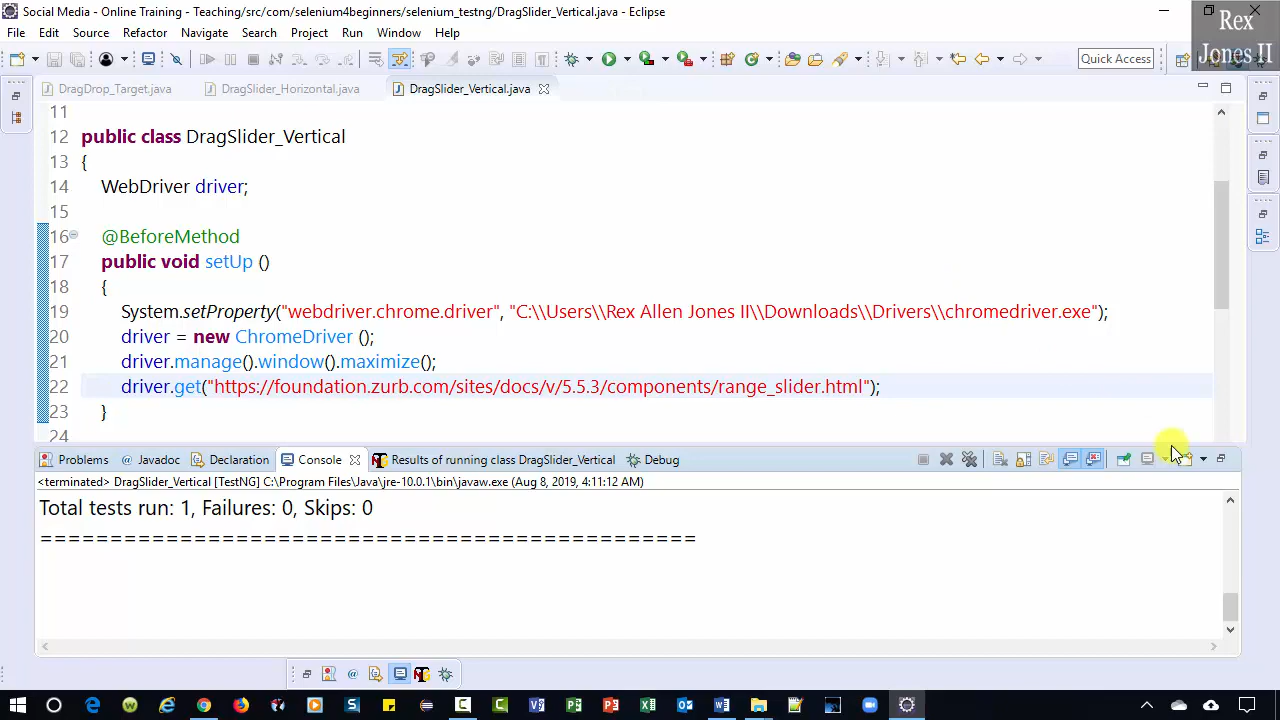 Social Media - Online Training - Teaching/src/com/selenium4beginners/selenium_testng/DragSlider_Vertical.java - Eclipse
Rex
Jones II
File Edit Source Refactor Navigate Search Project Run Window Help
Quick Access
DragDrop_Target.java DragSlider_Horizontal.java DragSlider_Vertical.java
11
12 public class DragSlider_Vertical
13 {
14 WebDriver driver;
15
16 @BeforeMethod
17 public void setUp ()
18 {
19 System.setProperty("webdriver.chrome.driver", "C:\\Users\\Rex Allen Jones II\\Downloads\\Drivers\\chromedriver.exe");
20 driver = new ChromeDriver ();
21 driver.manage().window().maximize();
22 driver.get("https://foundation.zurb.com/sites/docs/v/5.5.3/components/range_slider.html");
23 }
24
Problems @ Javadoc Declaration Console Results of running class DragSlider_Vertical Debug
<terminated> DragSlider_Vertical [TestNG] C:\Program Files\Java\jre-10.0.1\bin\javaw.exe (Aug 8, 2019, 4:11:12 AM)
Total tests run: 1, Failures: 0, Skips: 0
===============================================